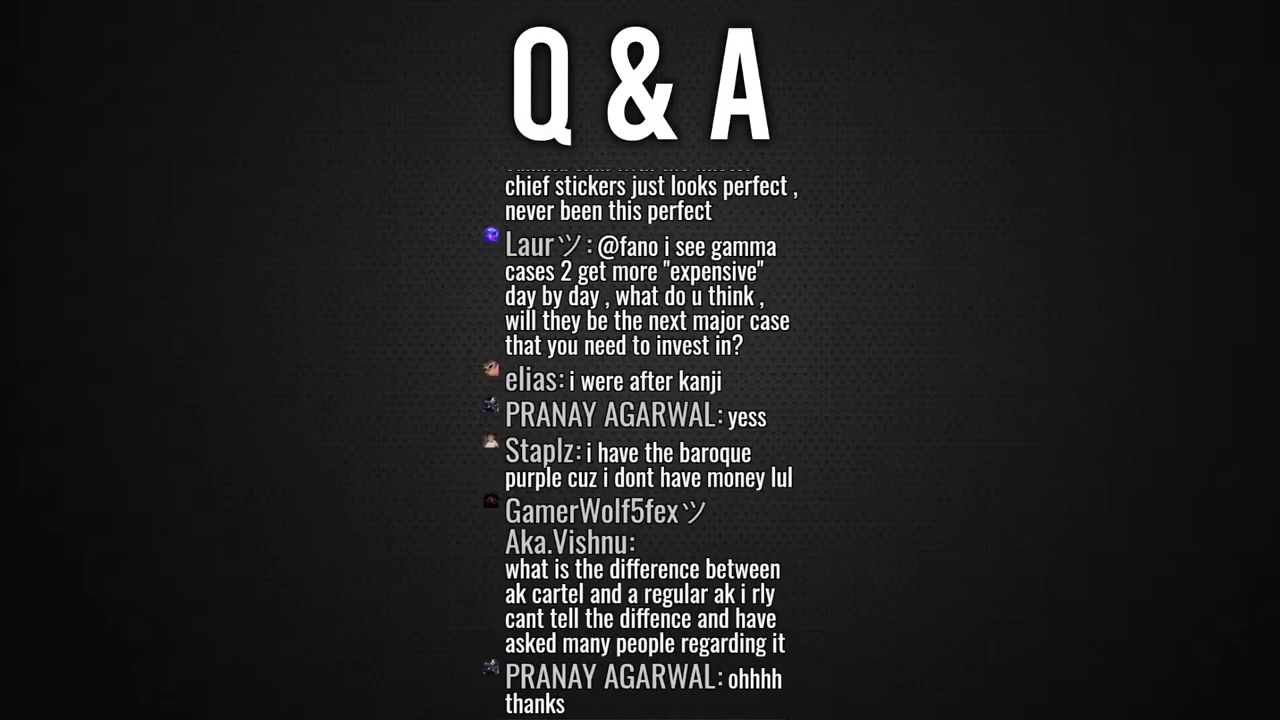 Q & A
chief stickers just looks perfect ,
never been this perfect
Laurツ: @fano i see gamma
cases 2 get more "expensive"
day by day , what do u think ,
will they be the next major case
that you need to invest in?
elias: i were after kanji
PRANAY AGARWAL: yess
Staplz: i have the baroque
purple cuz i dont have money lul
GamerWolf5fexツ
Aka.Vishnu:
what is the difference between
ak cartel and a regular ak i rly
cant tell the diffence and have
asked many people regarding it
PRANAY AGARWAL: ohhhh
thanks